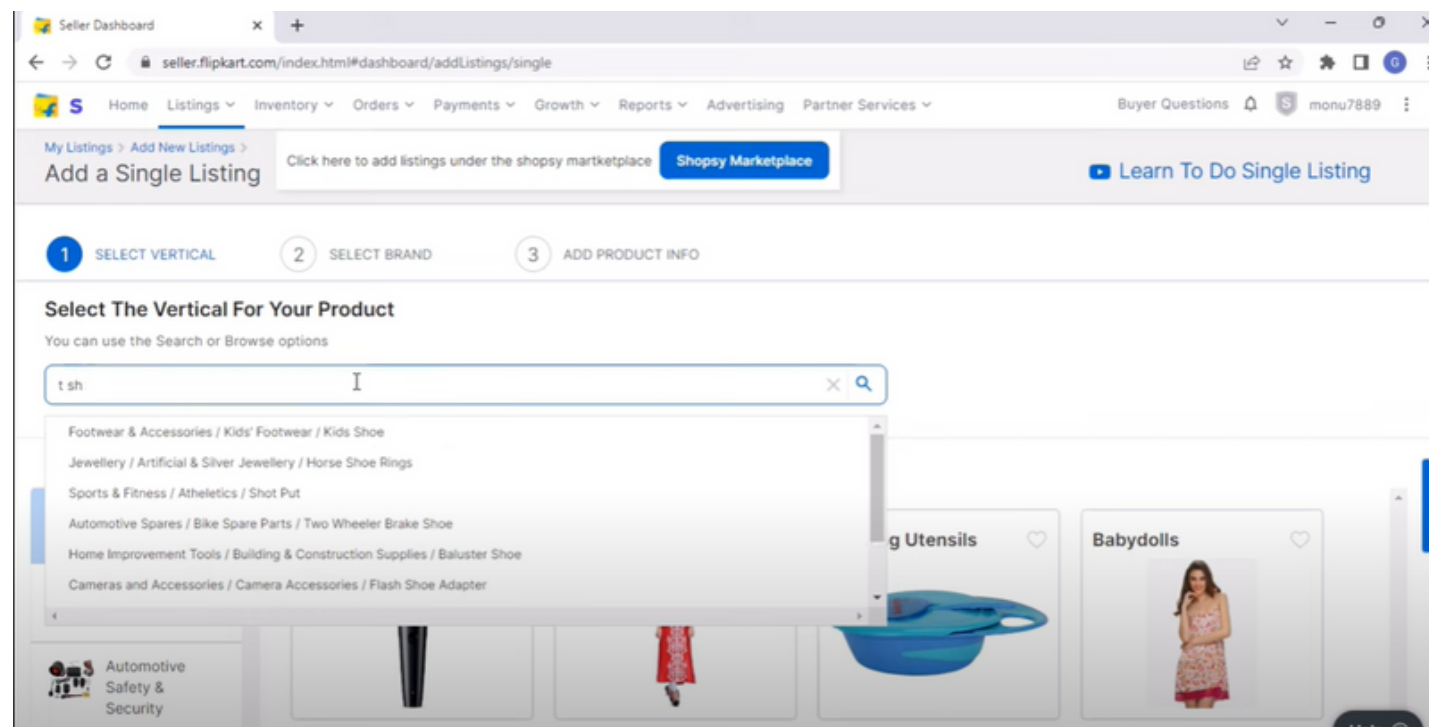 Seller Dashboard
seller.flipkart.com/index.html#dashboard/addListings/single
G
S Home Listings Inventory Orders Payments Growth Reports Advertising Partner Services Buyer Questions S monu7889
My Listings > Add New Listings >
Add a Single Listing
Click here to add listings under the shopsy martketplace Shopsy Marketplace
Learn To Do Single Listing
1 SELECT VERTICAL 2 SELECT BRAND 3 ADD PRODUCT INFO
Select The Vertical For Your Product
You can use the Search or Browse options
t sh
Footwear & Accessories / Kids' Footwear / Kids Shoe
Jewellery / Artificial & Silver Jewellery / Horse Shoe Rings
Sports & Fitness / Atheletics / Shot Put
Automotive Spares / Bike Spare Parts / Two Wheeler Brake Shoe
Home Improvement Tools / Building & Construction Supplies / Baluster Shoe
Cameras and Accessories / Camera Accessories / Flash Shoe Adapter
g Utensils
Babydolls
Automotive
Safety &
Security